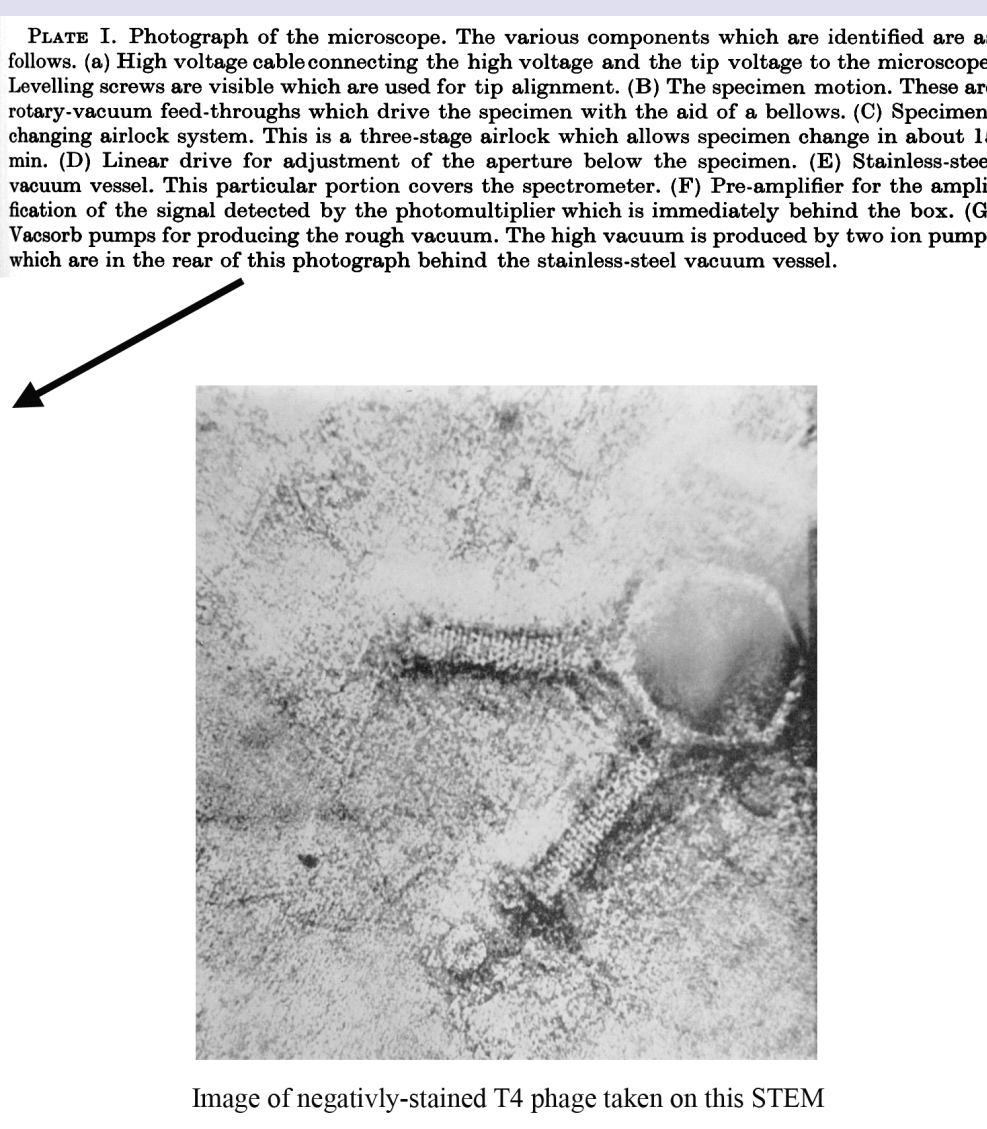 PLATE I. Photograph of the microscope. The various components which are identified are a
follows. (a) High voltage cable connecting the high voltage and the tip voltage to the microscope
Levelling screws are visible which are used for tip alignment. (B) The specimen motion. These ar
rotary-vacuum feed-throughs which drive the specimen with the aid of a bellows. (C) Specimen
changing airlock system. This is a three-stage airlock which allows specimen change in about 1
min. (D) Linear drive for adjustment of the aperture below the specimen. (E) Stainless-stee
vacuum vessel. This particular portion covers the spectrometer. (F) Pre-amplifier for the ampli
fication of the signal detected by the photomultiplier which is immediately behind the box. (G
Vacsorb pumps for producing the rough vacuum. The high vacuum is produced by two ion pump
which are in the rear of this photograph behind the stainless-steel vacuum vessel.
Image of negativly-stained T4 phage taken on this STEM